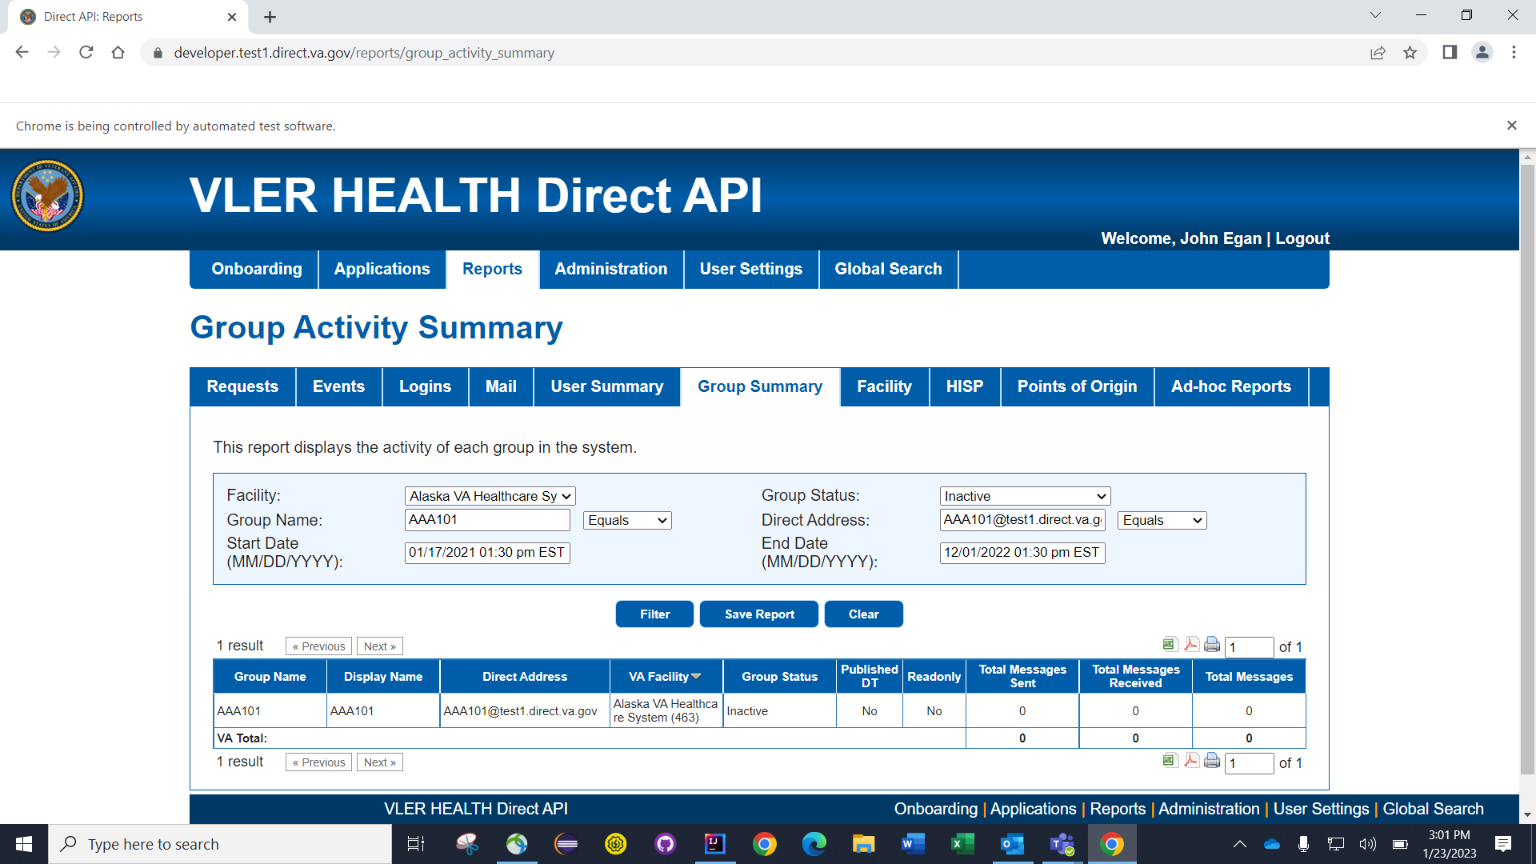 Direct API: Reports
developer.test1.direct.va.gov/reports/group_activity_summary
Chrome is being controlled by automated test software.
VLER HEALTH Direct API
Welcome, John Egan | Logout
Onboarding Applications Reports Administration User Settings Global Search
Group Activity Summary
Requests Events Logins Mail User Summary Group Summary Facility HISP Points of Origin Ad-hoc Reports
This report displays the activity of each group in the system.
Facility: Alaska VA Healthcare Sy Group Status: Inactive
Group Name: AAA101 Equals Direct Address: AAA101@test1.direct.va.g Equals
Start Date (MM/DD/YYYY): 01/17/2021 01:30 pm EST End Date (MM/DD/YYYY): 12/01/2022 01:30 pm EST
Filter Save Report Clear
1 result « Previous Next » 1 of 1
Group Name Display Name Direct Address VA Facility Group Status Published DT Readonly Total Messages Sent Total Messages Received Total Messages
AAA101 AAA101 AAA101@test1.direct.va.gov Alaska VA Healthca re System (463) Inactive No No 0 0 0
VA Total: 0 0 0
1 result « Previous Next » 1 of 1
VLER HEALTH Direct API Onboarding | Applications | Reports | Administration | User Settings | Global Search
Type here to search
3:01 PM
1/23/2023